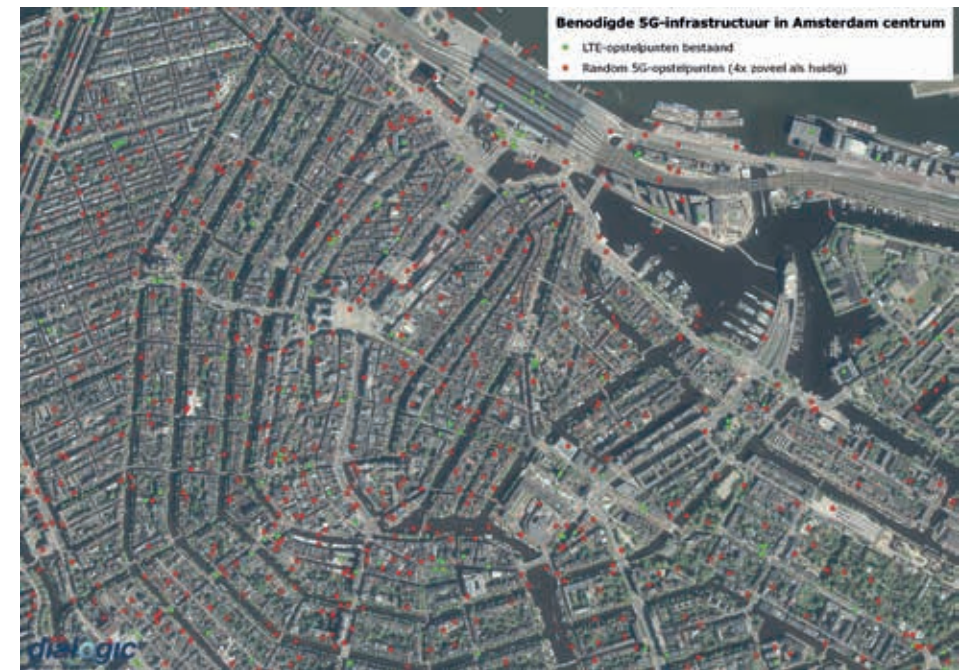 Benodigde 5G-infrastructuur in Amsterdam centrum
LTE-opstelpunten bestaand
Random 5G-opstelpunten (4x zoveel als huidig)
dialogic